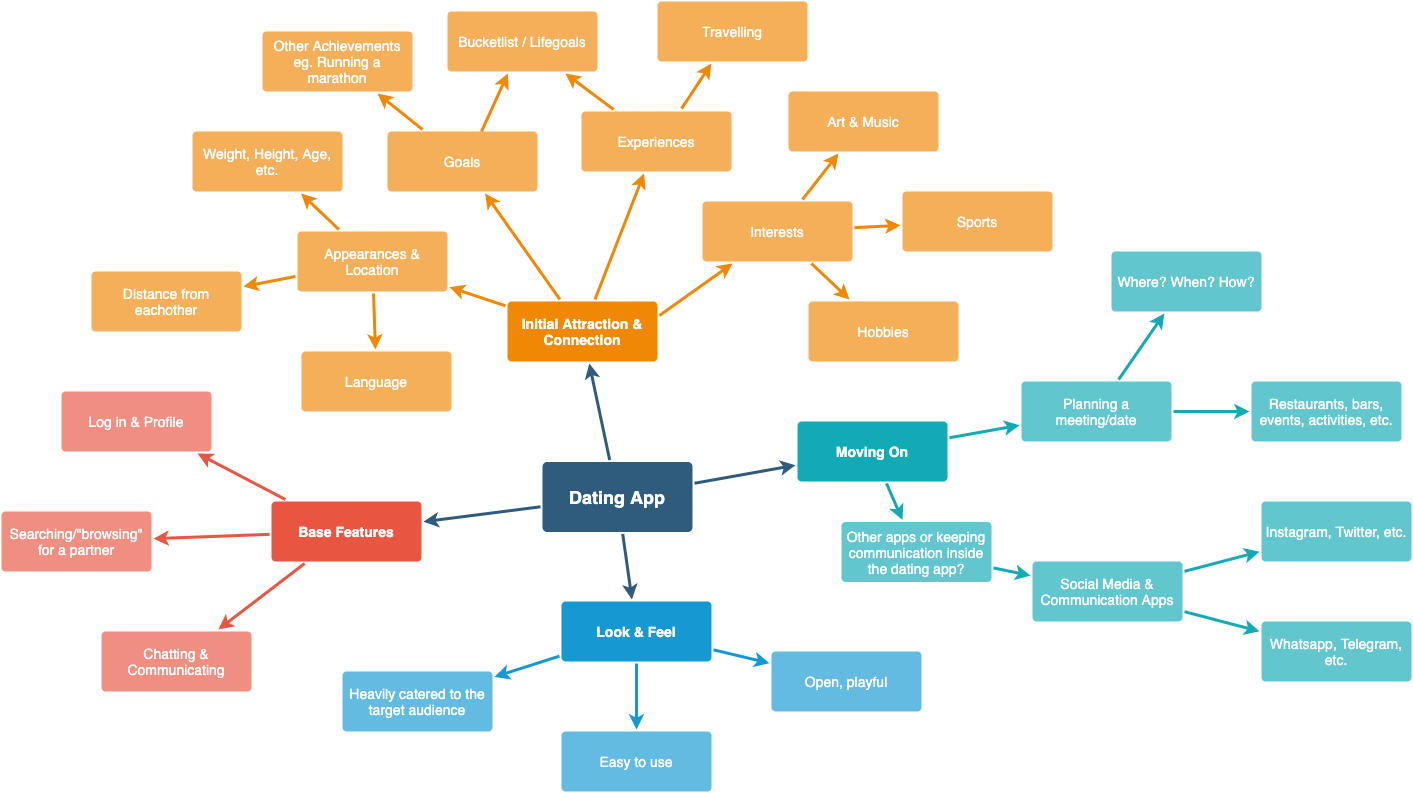 Travelling
Bucketlist / Lifegoals
Other Achievements
eg. Running a
marathon
Art & Music
Experiences
Weight, Height, Age,
etc.
Goals
Sports
Interests
Appearances &
Location
Where? When? How?
Distance from
eachother
Initial Attraction &
Connection
Hobbies
Language
Log in & Profile
Planning a
meeting/date
Restaurants, bars,
events, activities, etc.
Moving On
Dating App
Base Features
Searching/"browsing"
for a partner
Other apps or keeping
communication inside
the dating app?
Instagram, Twitter, etc.
Social Media &
Communication Apps
Look & Feel
Whatsapp, Telegram,
etc.
Chatting &
Communicating
Open, playful
Heavily catered to the
target audience
Easy to use